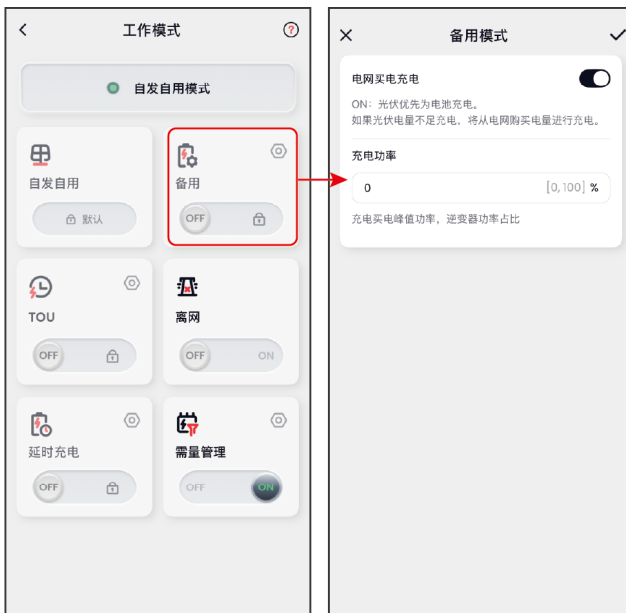 工作模式
?
自发自用模式
自发自用
默认
备用
OFF
TOU
OFF
离网
OFF ON
延时充电
OFF
需量管理
OFF ON
备用模式
电网买电充电
ON：光伏优先为电池充电。
如果光伏电量不足充电，将从电网购买电量进行充电。
充电功率
0 [0,100] %
充电买电峰值功率，逆变器功率占比